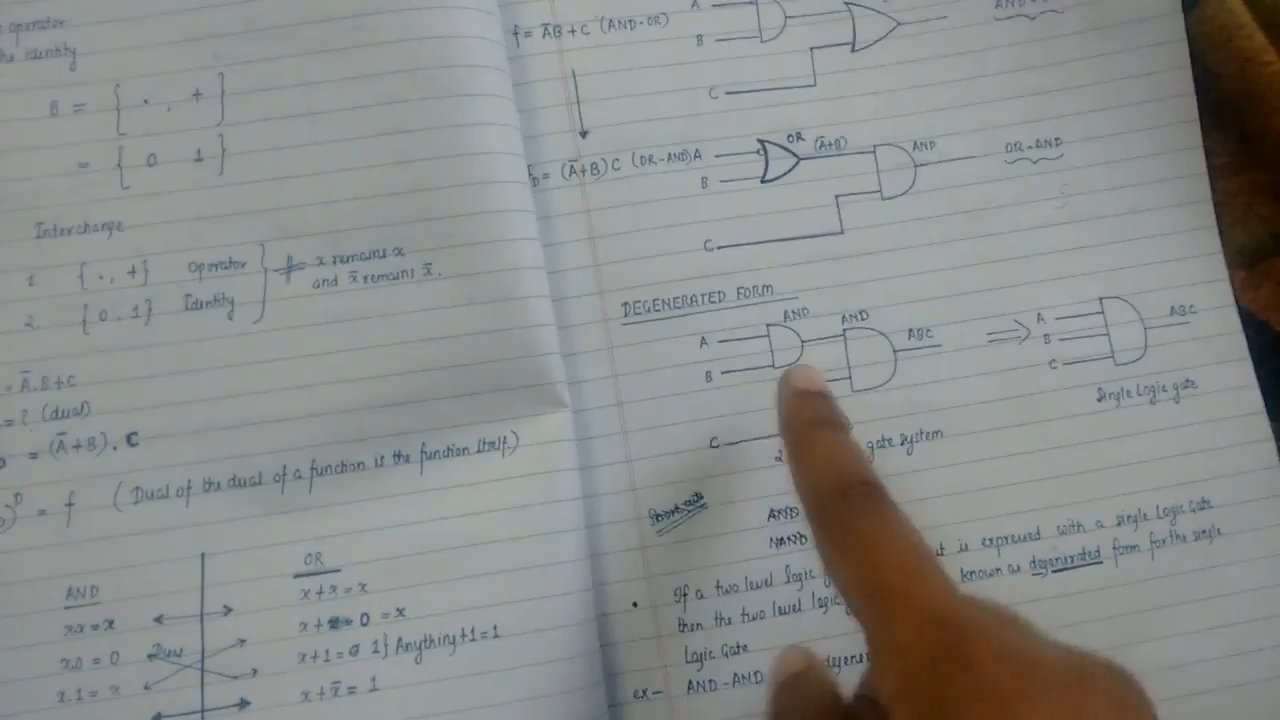 operator
the identity
B = { . , + }
= { 0 1 }
Interchange
1. { . , + } Operator
2. { 0 , 1 } Identity
x remains x
and x̄ remains x̄.
= Ā.B+C
= ? (dual)
= (Ā+B) . C
)ᴰ = f ( Dual of the dual of a function is the function itself.)
AND
x.x = x
x.0 = 0
x.1 = x
OR
x + x = x
x + 0 = x
x+1 = 1 } Anything+1 = 1
x + x̄ = 1
f = ĀB + C (AND-OR)
A
B
C
= (Ā+B) C (OR-AND)
A
B
C
OR
(Ā+B)
AND
OR-AND
DEGENERATED FORM
A
B
C
AND
AND
ABC
2 gate system
A
B
C
ABC
Single Logic gate
AND
NAND
• If a two level logic t is expressed with a single Logic Gate
then the two level logic known as degenerated form for the single
Logic Gate
ex - AND-AND degener